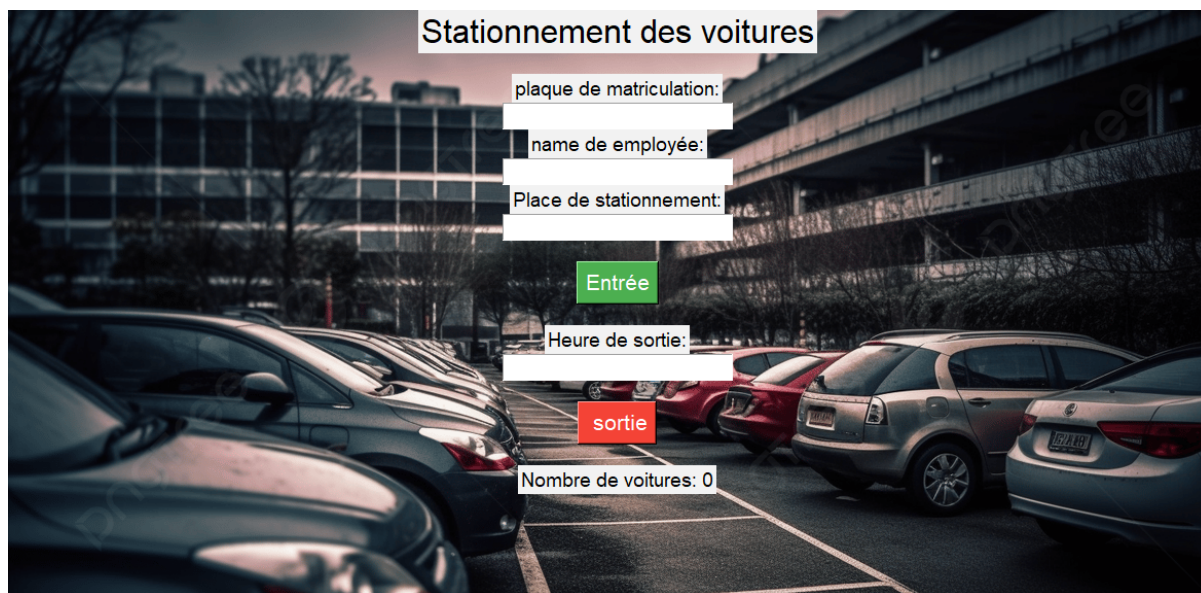 Stationnement des voitures
plaque de matriculation:
name de employée:
Place de stationnement:
Entrée
Heure de sortie:
sortie
Nombre de voitures: 0